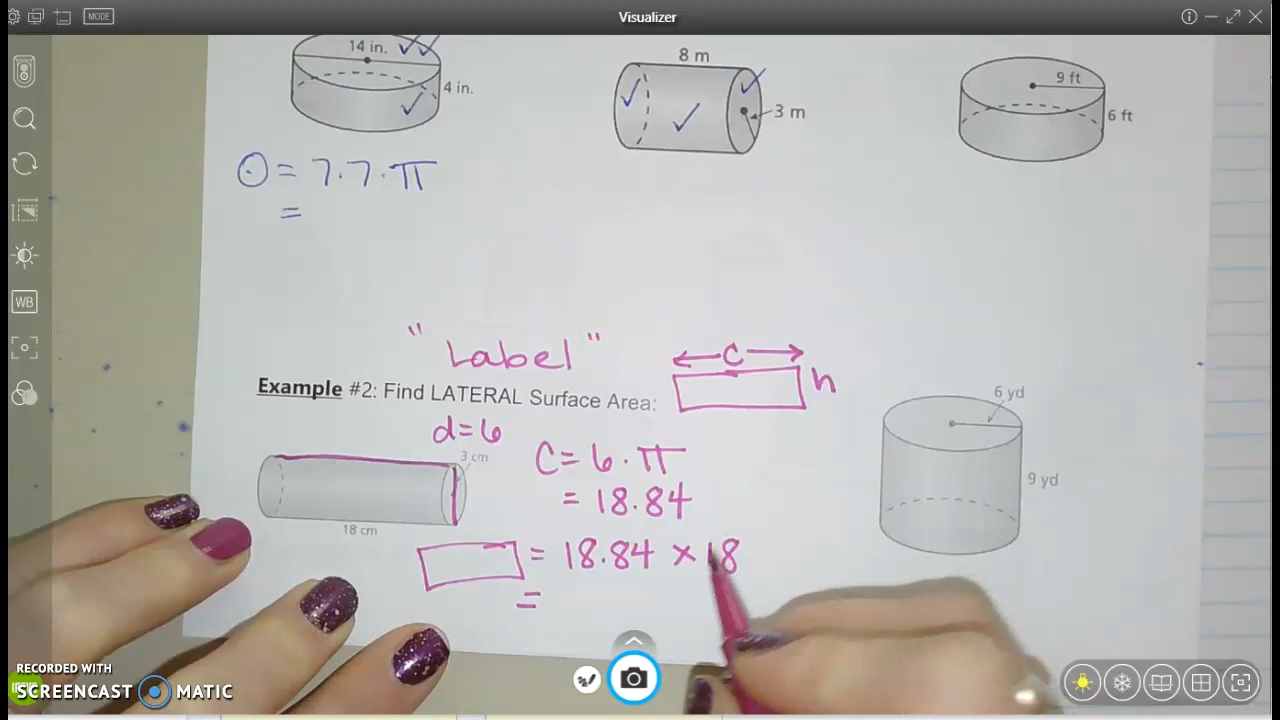 MODE
Visualizer
14 in.
4 in.
8 m
3 m
9 ft
6 ft
⊙ = 7.7.π
=
"Label"
← C →
h
Example #2: Find LATERAL Surface Area:
d=6
3 cm
18 cm
C = 6 · π
= 18.84
= 18.84 × 18
=
6 yd
9 yd
WB
RECORDED WITH
SCREENCAST MATIC